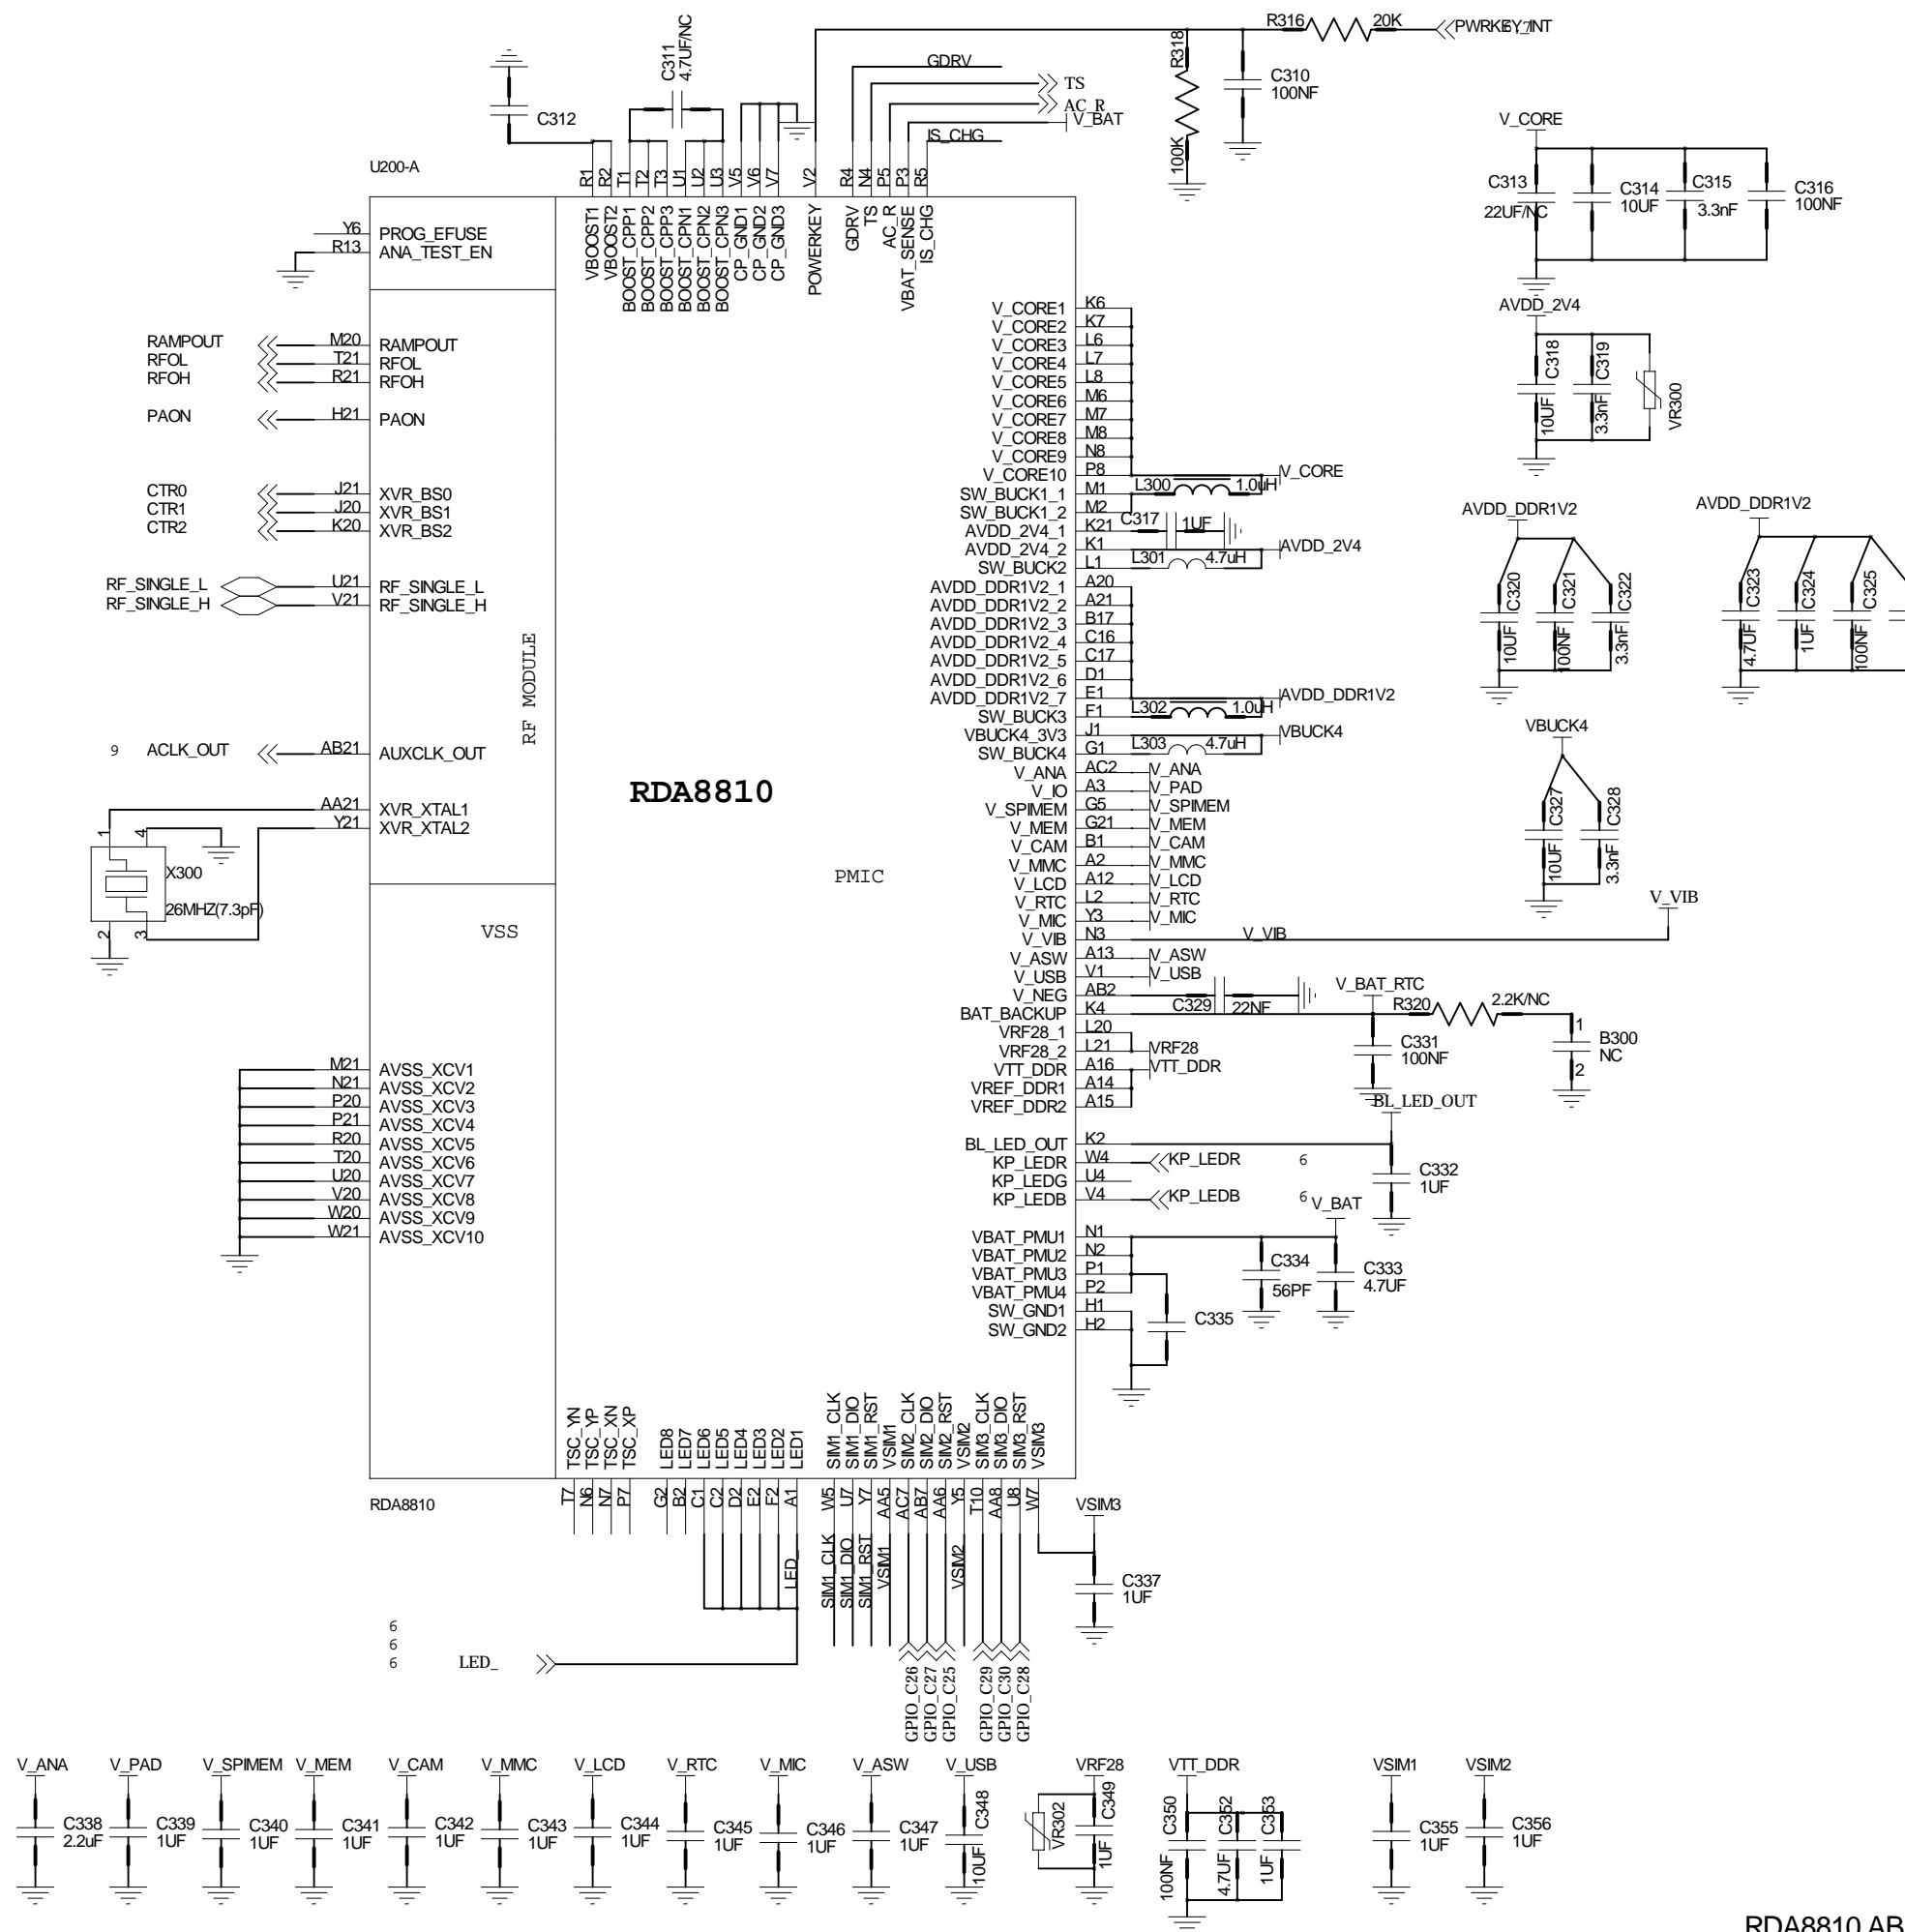 R316 20K PWRKEY_INT
R318 100K
C310 100NF
C311 4.7UF/NC
C312
GDRV
TS
AC_R
V_BAT
IS_CHG
U200-A
R1 R2 T1 T2 T3 U1 U2 U3 V5 V6 V7 V2 R4 N4 P5 P3 R5
VBOOST1 VBOOST2 BOOST_CPP1 BOOST_CPP2 BOOST_CPP3 BOOST_CPN1 BOOST_CPN2 BOOST_CPN3 CP_GND1 CP_GND2 CP_GND3 POWERKEY GDRV TS AC_R VBAT_SENSE IS_CHG
Y6 PROG_EFUSE
R13 ANA_TEST_EN
RAMPOUT M20 RAMPOUT
RFOL T21 RFOL
RFOH R21 RFOH
PAON H21 PAON
CTR0 J21 XVR_BS0
CTR1 J20 XVR_BS1
CTR2 K20 XVR_BS2
RF_SINGLE_L U21 RF_SINGLE_L
RF_SINGLE_H V21 RF_SINGLE_H
RF MODULE
9 ACLK_OUT AB21 AUXCLK_OUT
AA21 XVR_XTAL1
Y21 XVR_XTAL2
1 4
X300
26MHZ(7.3pF)
2 3
RDA8810
PMIC
VSS
M21 AVSS_XCV1
N21 AVSS_XCV2
P20 AVSS_XCV3
P21 AVSS_XCV4
R20 AVSS_XCV5
T20 AVSS_XCV6
U20 AVSS_XCV7
V20 AVSS_XCV8
W20 AVSS_XCV9
W21 AVSS_XCV10
V_CORE1 K6
V_CORE2 K7
V_CORE3 L6
V_CORE4 L7
V_CORE5 L8
V_CORE6 M6
V_CORE7 M7
V_CORE8 M8
V_CORE9 N8
V_CORE10 P8 V_CORE
SW_BUCK1_1 M1 L300 1.0uH
SW_BUCK1_2 M2
AVDD_2V4_1 K21 C317 1UF
AVDD_2V4_2 K1 AVDD_2V4
SW_BUCK2 L1 L301 4.7uH
AVDD_DDR1V2_1 A20
AVDD_DDR1V2_2 A21
AVDD_DDR1V2_3 B17
AVDD_DDR1V2_4 C16
AVDD_DDR1V2_5 C17
AVDD_DDR1V2_6 D1
AVDD_DDR1V2_7 E1 AVDD_DDR1V2
SW_BUCK3 F1 L302 1.0uH
VBUCK4_3V3 J1 VBUCK4
SW_BUCK4 G1 L303 4.7uH
V_ANA AC2 V_ANA
V_IO A3 V_PAD
V_SPIMEM G5 V_SPIMEM
V_MEM G21 V_MEM
V_CAM B1 V_CAM
V_MMC A2 V_MMC
V_LCD A12 V_LCD
V_RTC L2 V_RTC
V_MIC Y3 V_MIC
V_VIB N3 V_VIB V_VIB
V_ASW A13 V_ASW
V_USB V1 V_USB
V_NEG AB2 C329 22NF
BAT_BACKUP K4 V_BAT_RTC R320 2.2K/NC
C331 100NF
1 B300 NC 2
VRF28_1 L20
VRF28_2 L21 VRF28
VTT_DDR A16 VTT_DDR
VREF_DDR1 A14
VREF_DDR2 A15
BL_LED_OUT
BL_LED_OUT K2
KP_LEDR W4 KP_LEDR 6
KP_LEDG U4
KP_LEDB V4 KP_LEDB 6
C332 1UF
V_BAT
VBAT_PMU1 N1
VBAT_PMU2 N2
VBAT_PMU3 P1
VBAT_PMU4 P2
SW_GND1 H1
SW_GND2 H2
C334 56PF
C333 4.7UF
C335
V_CORE
C313 22UF/NC
C314 10UF
C315 3.3nF
C316 100NF
AVDD_2V4
C318 10UF
C319 3.3nF
VR300
AVDD_DDR1V2
C320 10UF
C321 100NF
C322 3.3nF
AVDD_DDR1V2
C323 4.7UF
C324 1UF
C325 100NF
VBUCK4
C327 10UF
C328 3.3nF
TSC_YN TSC_YP TSC_XN TSC_XP LED8 LED7 LED6 LED5 LED4 LED3 LED2 LED1 SIM1_CLK SIM1_DIO SIM1_RST VSIM1 SIM2_CLK SIM2_DIO SIM2_RST VSIM2 SIM3_CLK SIM3_DIO SIM3_RST VSIM3
RDA8810
T7 N6 N7 P7 G2 B2 C1 C2 D2 E2 F2 A1 W5 U7 Y7 AA5 AC7 AB7 AA6 Y5 T10 AA8 U8 W7
LED_ SIM1_CLK SIM1_DIO SIM1_RST VSIM1 VSIM2
VSIM3
C337 1UF
6
6
6 LED_
GPIO_C26 GPIO_C27 GPIO_C25 GPIO_C29 GPIO_C30 GPIO_C28
V_ANA V_PAD V_SPIMEM V_MEM V_CAM V_MMC V_LCD V_RTC V_MIC V_ASW V_USB VRF28 VTT_DDR VSIM1 VSIM2
C338 2.2uF
C339 1UF
C340 1UF
C341 1UF
C342 1UF
C343 1UF
C344 1UF
C345 1UF
C346 1UF
C347 1UF
C348 10UF
VR302
C349 1UF
C350 100NF
C352 4.7UF
C353 1UF
C355 1UF
C356 1UF
RDA8810 AB